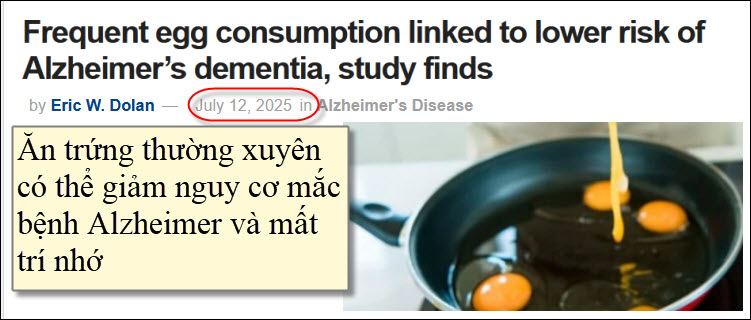 Frequent egg consumption linked to lower risk of
Alzheimer’s dementia, study finds
by Eric W. Dolan — July 12, 2025 in Alzheimer's Disease
Ăn trứng thường xuyên
có thể giảm nguy cơ mắc
bệnh Alzheimer và mất
trí nhớ